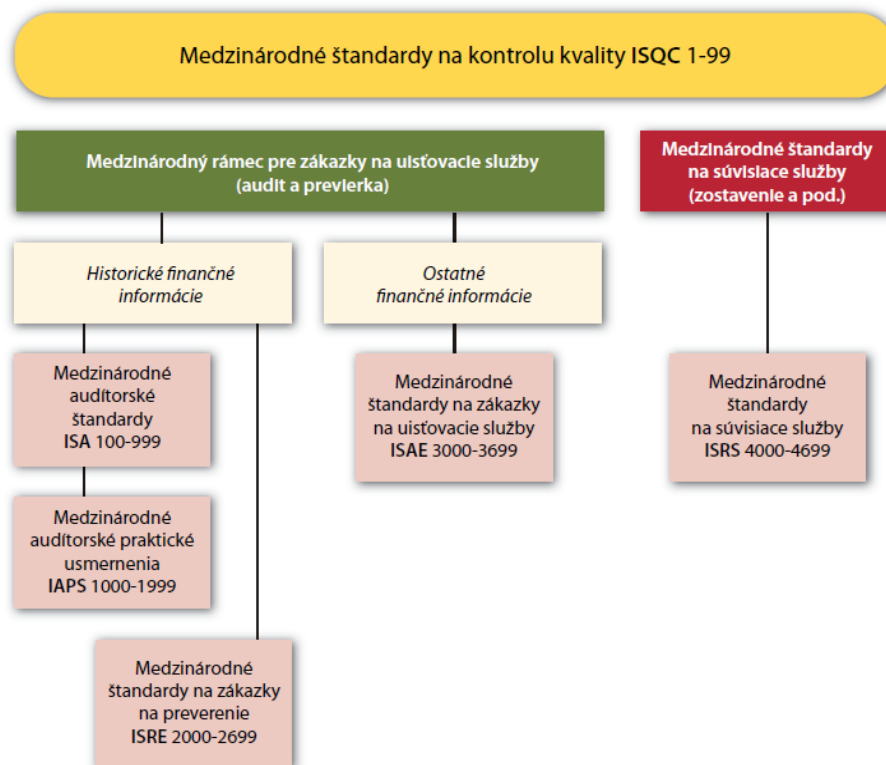 Medzinárodné štandardy na kontrolu kvality ISQC 1-99
Medzinárodný rámec pre zákazky na uisťovacie služby
(audit a previerka)
Medzinárodné štandardy
na súvisiace služby
(zostavenie a pod.)
Historické finančné
informácie
Ostatné
finančné informácie
Medzinárodné
audítorské
štandardy
ISA 100-999
Medzinárodné
štandardy na zákazky
na uisťovacie služby
ISAE 3000-3699
Medzinárodné
štandardy
na súvisiace služby
ISRS 4000-4699
Medzinárodné
audítorské praktické
usmernenia
IAPS 1000-1999
Medzinárodné
štandardy na zákazky
na preverenie
ISRE 2000-2699